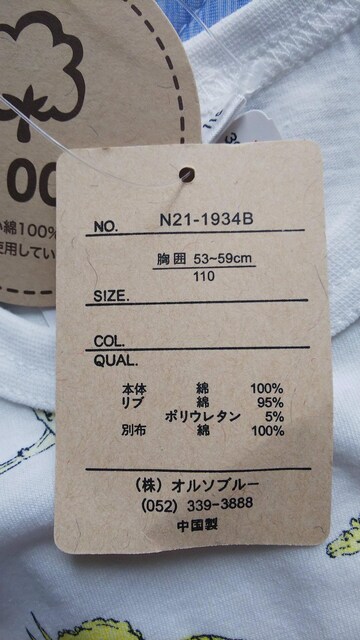 綿100%
使用してい
NO. N21-1934B
胸囲 53~59cm
110
SIZE.
COL.
QUAL.
本体 綿 100%
リブ 綿 95%
ポリウレタン 5%
別布 綿 100%
(株) オルソブルー
(052) 339-3888
中国製